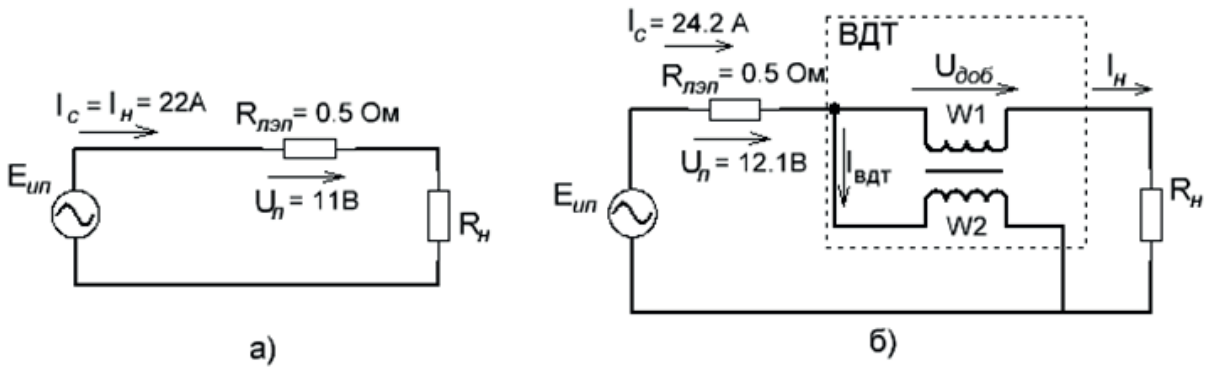 I_c = I_н = 22А
R_лэп = 0.5 Ом
E_ип
U_п = 11В
R_н
а)
I_c = 24.2 А
ВДТ
R_лэп = 0.5 Ом
U_доб
I_н
W1
U_п = 12.1В
I_вдт
E_ип
W2
R_н
б)